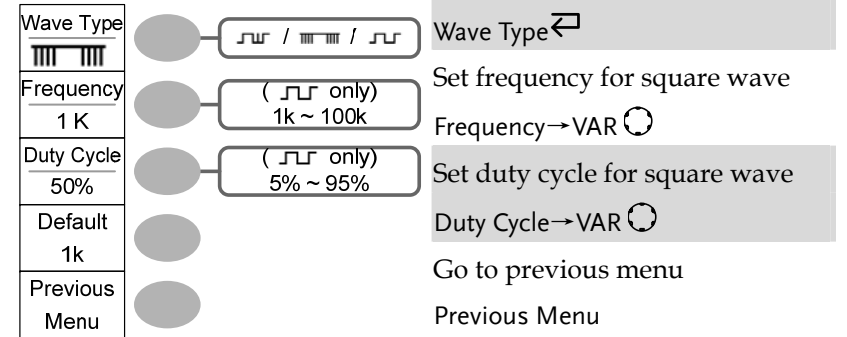 Wave Type
/ /
Wave Type
Frequency
1 K
( only)
1k ~ 100k
Set frequency for square wave
Frequency→VAR
Duty Cycle
50%
( only)
5% ~ 95%
Set duty cycle for square wave
Duty Cycle→VAR
Default
1k
Go to previous menu
Previous
Menu
Previous Menu